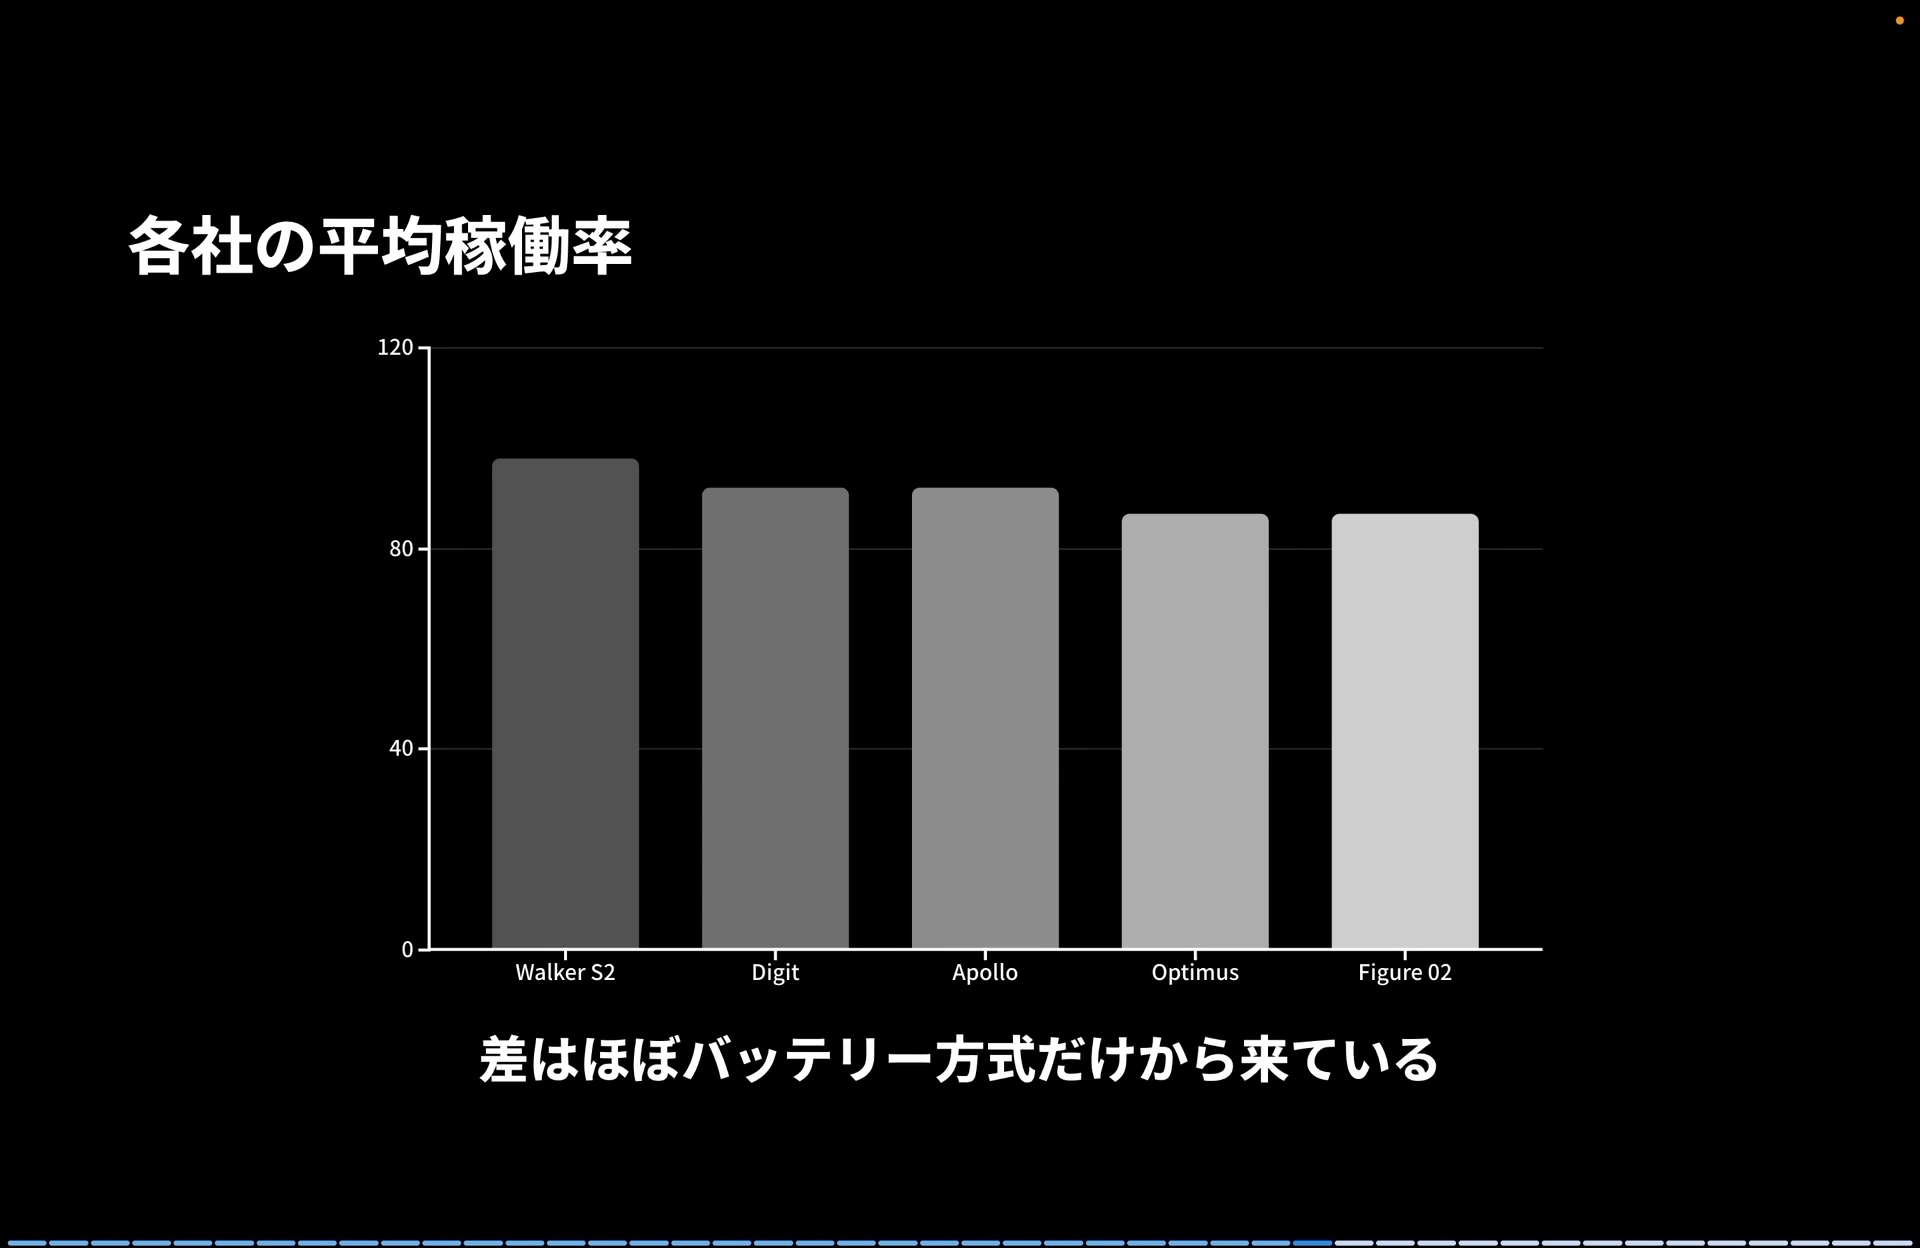 各社の平均稼働率
120
80
40
0
Walker S2
Digit
Apollo
Optimus
Figure 02
差はほぼバッテリー方式だけから来ている